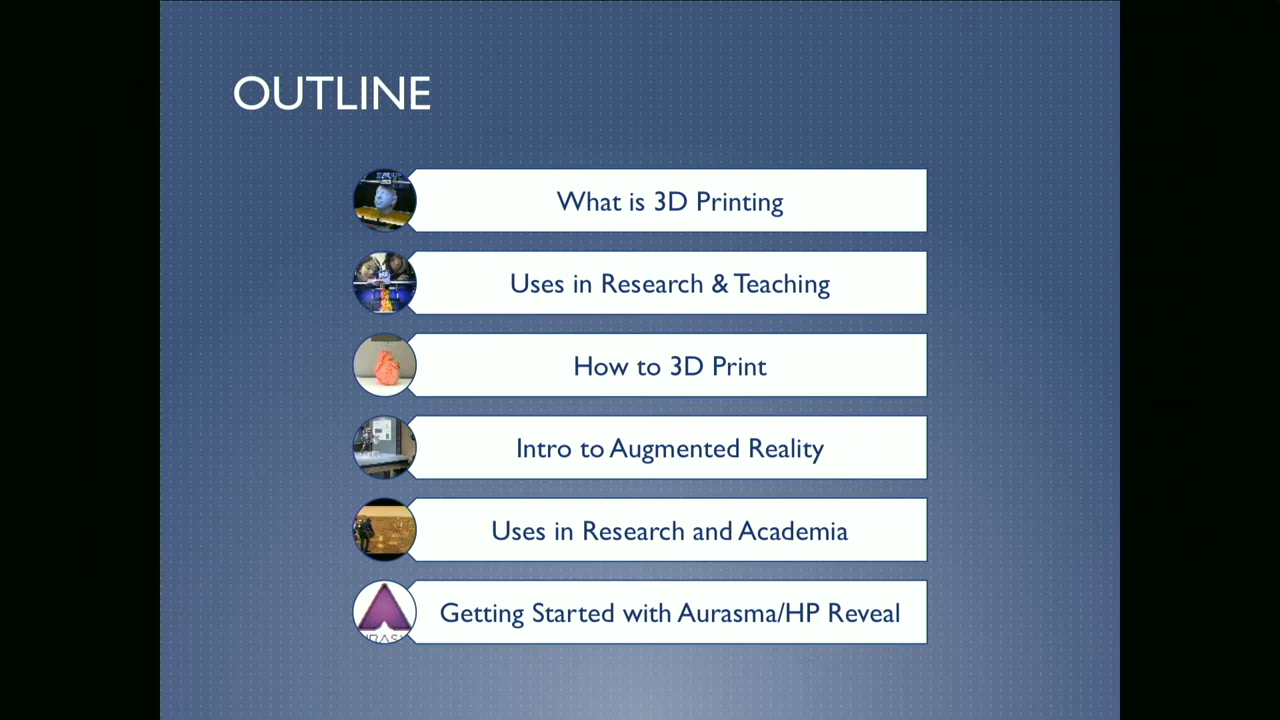 OUTLINE
What is 3D Printing
Uses in Research & Teaching
How to 3D Print
Intro to Augmented Reality
Uses in Research and Academia
Getting Started with Aurasma/HP Reveal